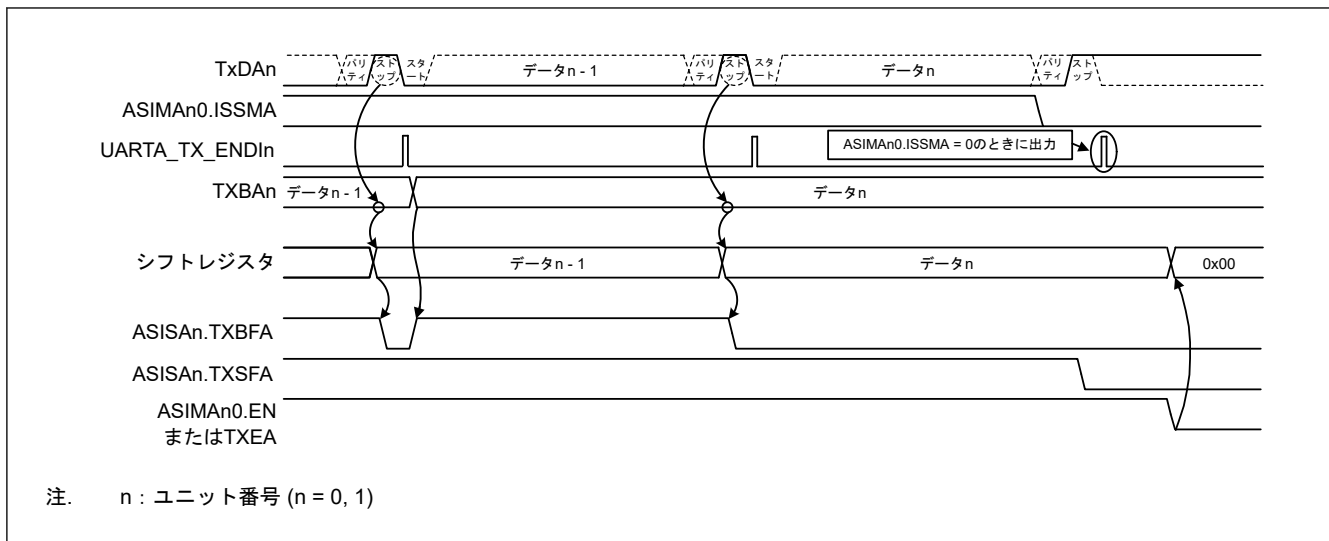 TxDAn パリティ ストップ スタート データn - 1 パリティ ストップ スタート データn パリティ ストップ
ASIMAn0.ISSMA
UARTA_TX_ENDIn ASIMAn0.ISSMA = 0のときに出力
TXBAn データn - 1 データn
シフトレジスタ データn - 1 データn 0x00
ASISAn.TXBFA
ASISAn.TXSFA
ASIMAn0.EN
またはTXEA
注. n：ユニット番号 (n = 0, 1)